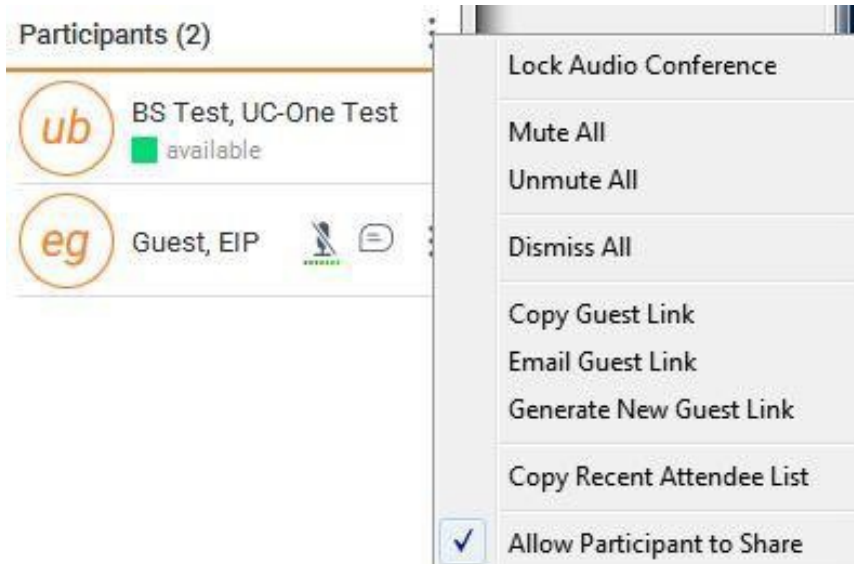 Participants (2)
ub
BS Test, UC-One Test
available
eg
Guest, EIP
Lock Audio Conference
Mute All
Unmute All
Dismiss All
Copy Guest Link
Email Guest Link
Generate New Guest Link
Copy Recent Attendee List
Allow Participant to Share